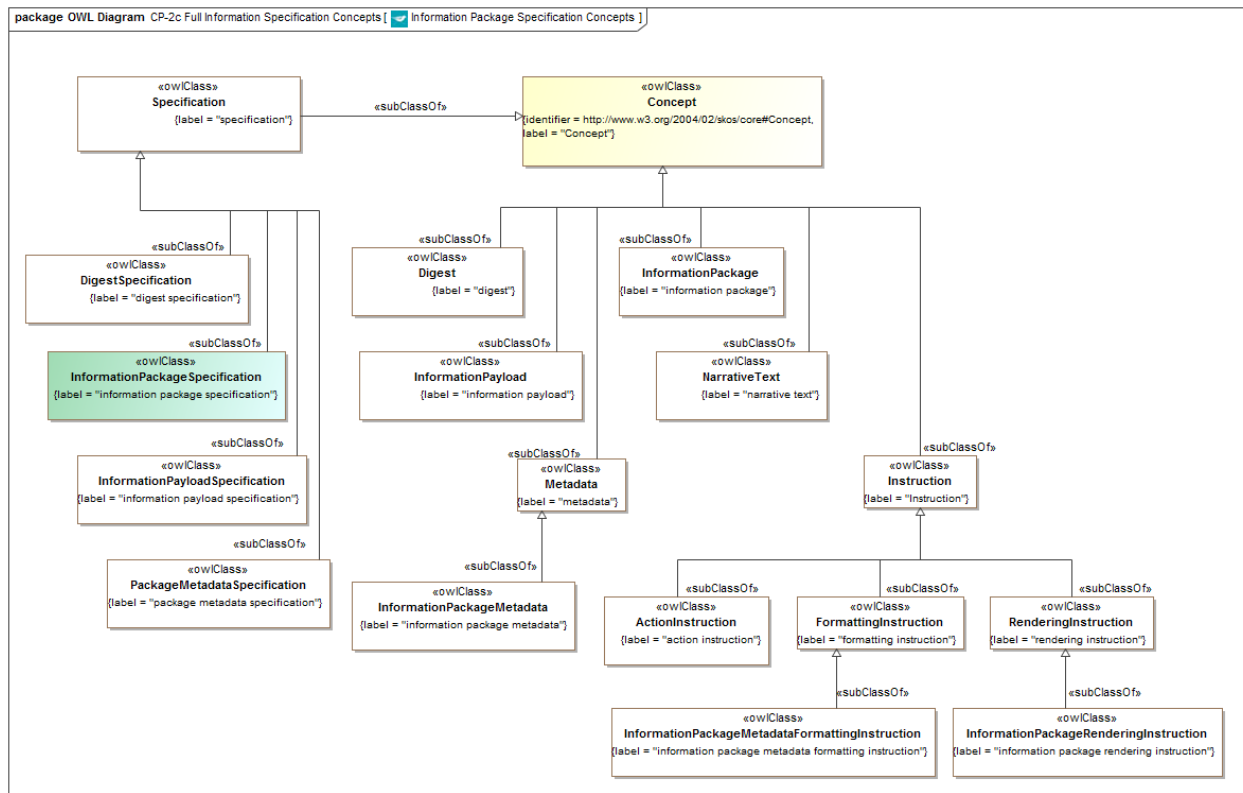 package OWL Diagram CP-2c Full Information Specification Concepts [ Information Package Specification Concepts ]
«owlClass»
Specification
{label = "specification"}
«subClassOf»
«owlClass»
Concept
{identifier = http://www.w3.org/2004/02/skos/core#Concept,
label = "Concept"}
«subClassOf»
«owlClass»
DigestSpecification
{label = "digest specification"}
«subClassOf»
«owlClass»
Digest
{label = "digest"}
«subClassOf»
«owlClass»
InformationPackage
{label = "information package"}
«subClassOf»
«owlClass»
InformationPackageSpecification
{label = "information package specification"}
«subClassOf»
«owlClass»
InformationPayload
{label = "information payload"}
«subClassOf»
«owlClass»
NarrativeText
{label = "narrative text"}
«subClassOf»
«owlClass»
InformationPayloadSpecification
{label = "information payload specification"}
«subClassOf»
«owlClass»
Metadata
{label = "metadata"}
«subClassOf»
«owlClass»
Instruction
{label = "Instruction"}
«subClassOf»
«owlClass»
PackageMetadataSpecification
{label = "package metadata specification"}
«subClassOf»
«owlClass»
InformationPackageMetadata
{label = "information package metadata"}
«subClassOf»
«owlClass»
ActionInstruction
{label = "action instruction"}
«subClassOf»
«owlClass»
FormattingInstruction
{label = "formatting instruction"}
«subClassOf»
«owlClass»
RenderingInstruction
{label = "rendering instruction"}
«subClassOf»
«owlClass»
InformationPackageMetadataFormattingInstruction
{label = "information package metadata formatting instruction"}
«subClassOf»
«owlClass»
InformationPackageRenderingInstruction
{label = "information package rendering instruction"}